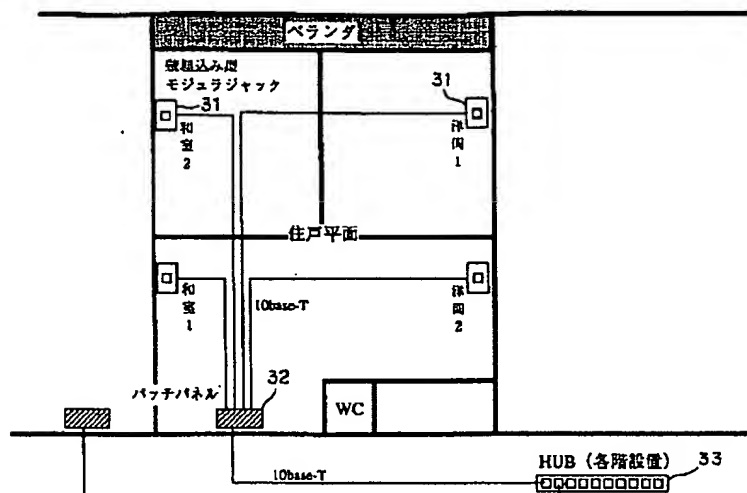 ベランダ
壁埋込み型
モジュラジャック
31
31
和室2
洋間1
住戸平面
和室1
洋間2
10base-T
パッチパネル
32
WC
HUB (各階設置)
33
10base-T